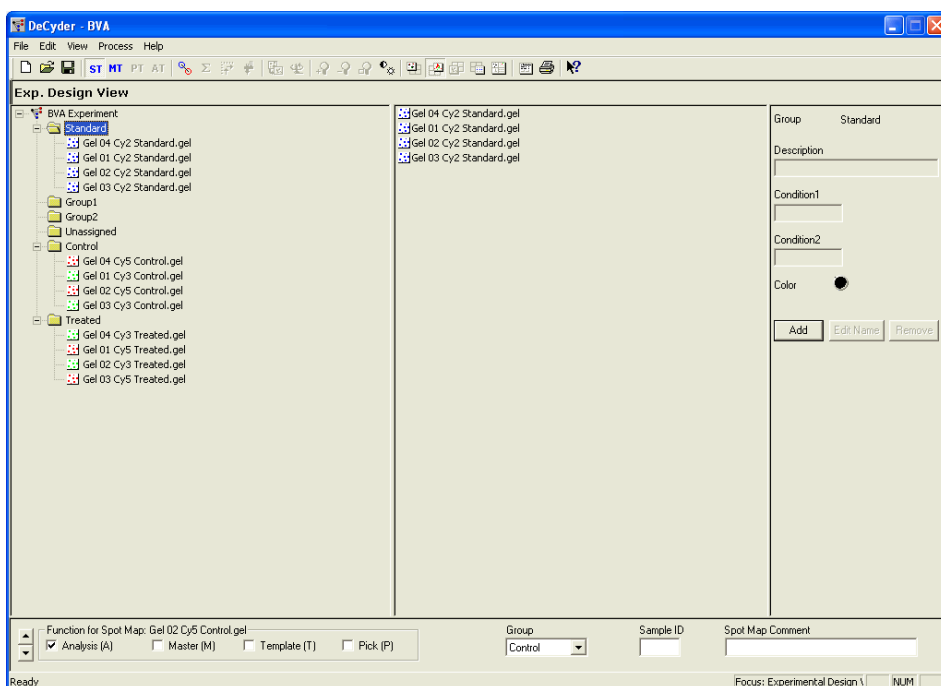 DeCyder - BVA
File Edit View Process Help
ST MT PT AT
Exp. Design View
BVA Experiment
Standard
Gel 04 Cy2 Standard.gel
Gel 01 Cy2 Standard.gel
Gel 02 Cy2 Standard.gel
Gel 03 Cy2 Standard.gel
Group1
Group2
Unassigned
Control
Gel 04 Cy5 Control.gel
Gel 01 Cy3 Control.gel
Gel 02 Cy5 Control.gel
Gel 03 Cy3 Control.gel
Treated
Gel 04 Cy3 Treated.gel
Gel 01 Cy5 Treated.gel
Gel 02 Cy3 Treated.gel
Gel 03 Cy5 Treated.gel
Gel 04 Cy2 Standard.gel
Gel 01 Cy2 Standard.gel
Gel 02 Cy2 Standard.gel
Gel 03 Cy2 Standard.gel
Group Standard
Description
Condition1
Condition2
Color
Add Edit Name Remove
Function for Spot Map: Gel 02 Cy5 Control.gel
Analysis (A) Master (M) Template (T) Pick (P)
Group
Control
Sample ID
Spot Map Comment
Ready
Focus: Experimental Design \
NUM